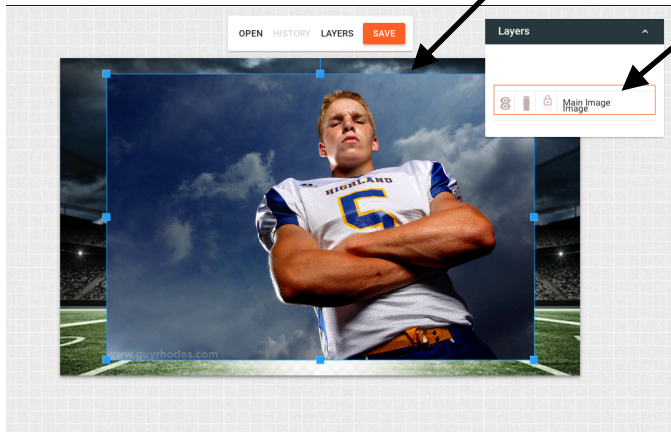 OPEN HISTORY LAYERS SAVE
Layers
Main Image
Image
HIGHLAND
5
www.guyrhodes.com